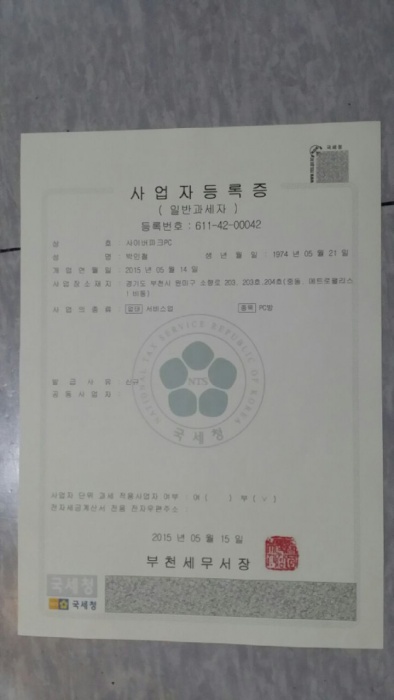 국세청
사업자등록증
( 일반과세자 )
등록번호 : 611-42-00042
상 호 사이버파크PC
성 명 박민철 생 년 월 일 : 1974 년 05 월 21 일
개 업 연 월 일 2015 년 05 월 14 일
사 업 장 소 재 지 경기도 부천시 원미구 소향로 203, 203호,204호(중동, 메트로팰리스
비동)
사 업 의 종 류 업태 서비스업 종목 PC방
NATIONAL TAX SERVICE REPUBLIC OF KOREA
NTS
국세청
발 급 사 유 신규
공 동 사 업 자 :
사업자 단위 과세 적용사업자 여부 : 여( ) 부( v )
전자세금계산서 전용 전자우편주소 :
2015 년 05 월 15 일
부천세무서장
국세청
국세청